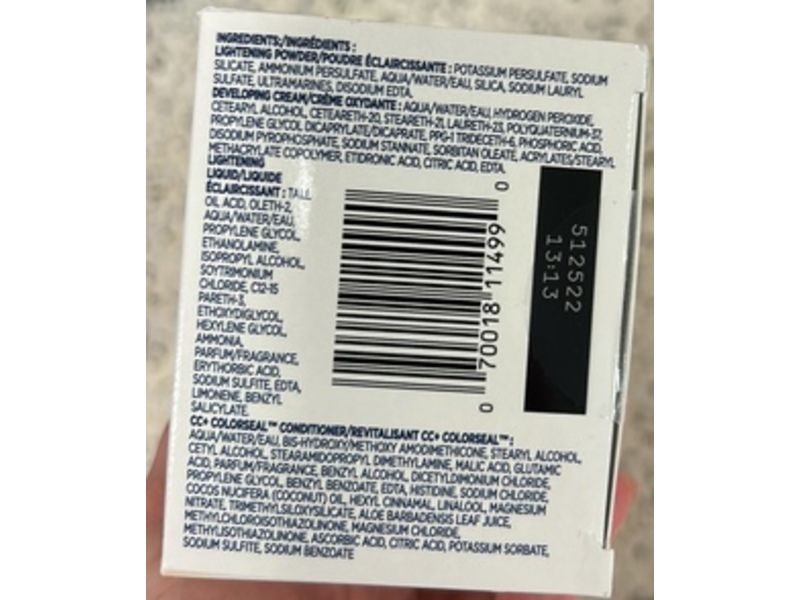 INGREDIENTS:/INGRÉDIENTS :
LIGHTENING POWDER/POUDRE ÉCLAIRCISSANTE : POTASSIUM PERSULFATE, SODIUM
SILICATE, AMMONIUM PERSULFATE, AQUA/WATER/EAU, SILICA, SODIUM LAURYL
SULFATE, ULTRAMARINES, DISODIUM EDTA.
DEVELOPING CREAM/CRÈME OXYDANTE : AQUA/WATER/EAU, HYDROGEN PEROXIDE,
CETEARYL ALCOHOL, CETEARETH-20, STEARETH-21, LAURETH-23, POLYQUATERNIUM-37,
PROPYLENE GLYCOL DICAPRYLATE/DICAPRATE, PPG-1 TRIDECETH-6, PHOSPHORIC ACID,
DISODIUM PYROPHOSPHATE, SODIUM STANNATE, SORBITAN OLEATE, ACRYLATES/STEARYL
METHACRYLATE COPOLYMER, ETIDRONIC ACID, CITRIC ACID, EDTA.
LIGHTENING
LIQUID/LIQUIDE
ÉCLAIRCISSANT : TALL
OIL ACID, OLETH-2,
AQUA/WATER/EAU,
PROPYLENE GLYCOL,
ETHANOLAMINE,
ISOPROPYL ALCOHOL,
SOYTRIMONIUM
CHLORIDE, C12-15
PARETH-3,
ETHOXYDIGLYCOL,
HEXYLENE GLYCOL,
AMMONIA,
PARFUM/FRAGRANCE,
ERYTHORBIC ACID,
SODIUM SULFITE, EDTA,
LIMONENE, BENZYL
SALICYLATE.
0 70018 11499 0
512522
13:13
CC+ COLORSEAL™ CONDITIONER/REVITALISANT CC+ COLORSEAL™ :
AQUA/WATER/EAU, BIS-HYDROXY/METHOXY AMODIMETHICONE, STEARYL ALCOHOL,
CETYL ALCOHOL, STEARAMIDOPROPYL DIMETHYLAMINE, MALIC ACID, GLUTAMIC
ACID, PARFUM/FRAGRANCE, BENZYL ALCOHOL, DICETYLDIMONIUM CHLORIDE,
PROPYLENE GLYCOL, BENZYL BENZOATE, EDTA, HISTIDINE, SODIUM CHLORIDE,
COCOS NUCIFERA (COCONUT) OIL, HEXYL CINNAMAL, LINALOOL, MAGNESIUM
NITRATE, TRIMETHYLSILOXYSILICATE, ALOE BARBADENSIS LEAF JUICE,
METHYLCHLOROISOTHIAZOLINONE, MAGNESIUM CHLORIDE,
METHYLISOTHIAZOLINONE, ASCORBIC ACID, CITRIC ACID, POTASSIUM SORBATE,
SODIUM SULFITE, SODIUM BENZOATE